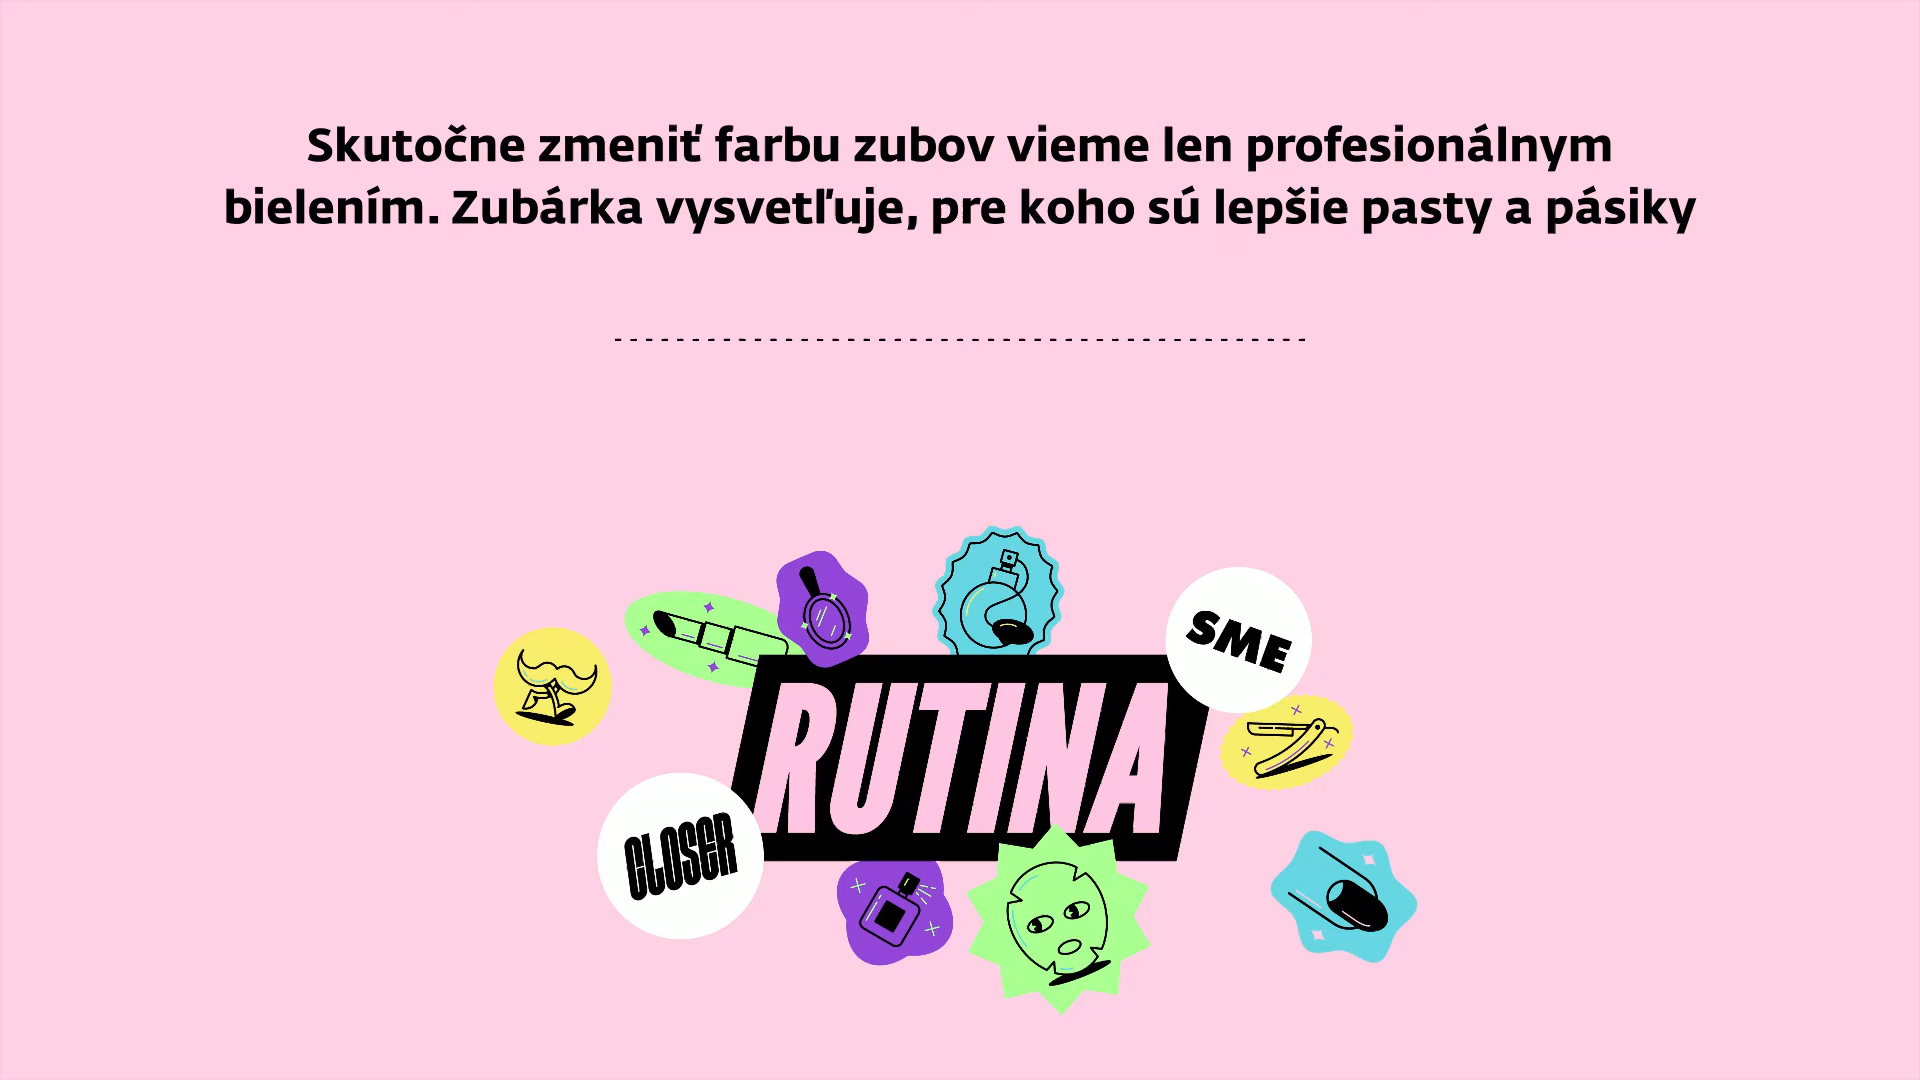 Skutočne zmeniť farbu zubov vieme len profesionálnym
bielením. Zubárka vysvetľuje, pre koho sú lepšie pasty a pásiky
SME
RUTINA
CLOSER